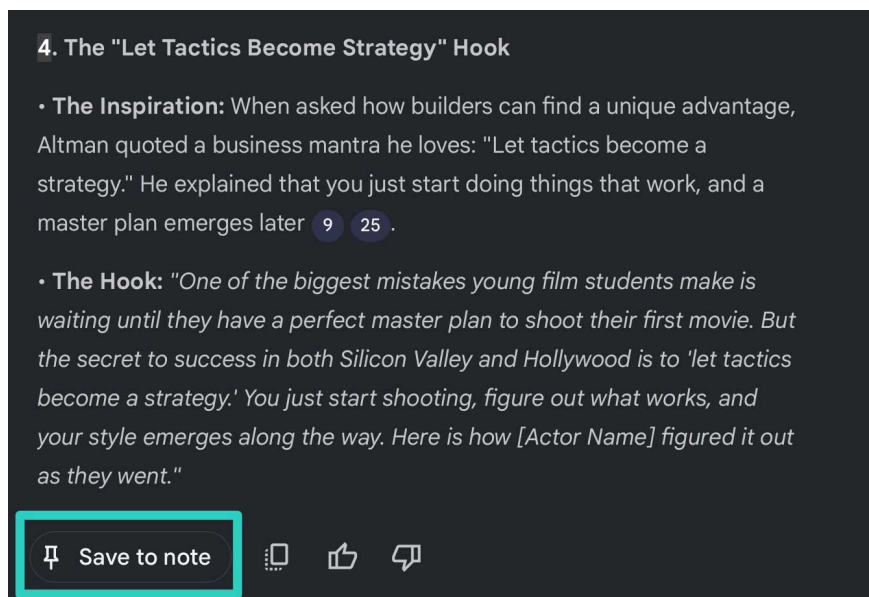 4. The "Let Tactics Become Strategy" Hook
• The Inspiration: When asked how builders can find a unique advantage,
Altman quoted a business mantra he loves: "Let tactics become a
strategy." He explained that you just start doing things that work, and a
master plan emerges later 9 25.
• The Hook: "One of the biggest mistakes young film students make is
waiting until they have a perfect master plan to shoot their first movie. But
the secret to success in both Silicon Valley and Hollywood is to 'let tactics
become a strategy.' You just start shooting, figure out what works, and
your style emerges along the way. Here is how [Actor Name] figured it out
as they went."
Save to note